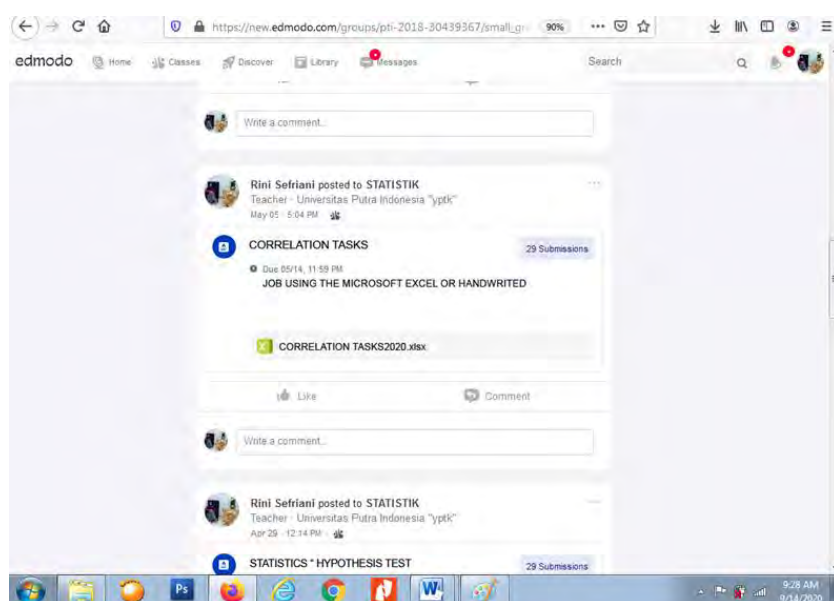 https://new.edmodo.com/groups/pti-2018-30439367/small_gr
90%
edmodo Home Classes Discover Library Messages Search
Write a comment...
Rini Sefriani posted to STATISTIK
Teacher · Universitas Putra Indonesia "yptk"
May 05 · 5:04 PM
CORRELATION TASKS
29 Submissions
Due 05/14, 11:59 PM
JOB USING THE MICROSOFT EXCEL OR HANDWRITED
CORRELATION TASKS2020.xlsx
Like Comment
Write a comment...
Rini Sefriani posted to STATISTIK
Teacher · Universitas Putra Indonesia "yptk"
Apr 29 · 12:14 PM
STATISTICS " HYPOTHESIS TEST
29 Submissions
Ps
W
9:28 AM
9/14/2020